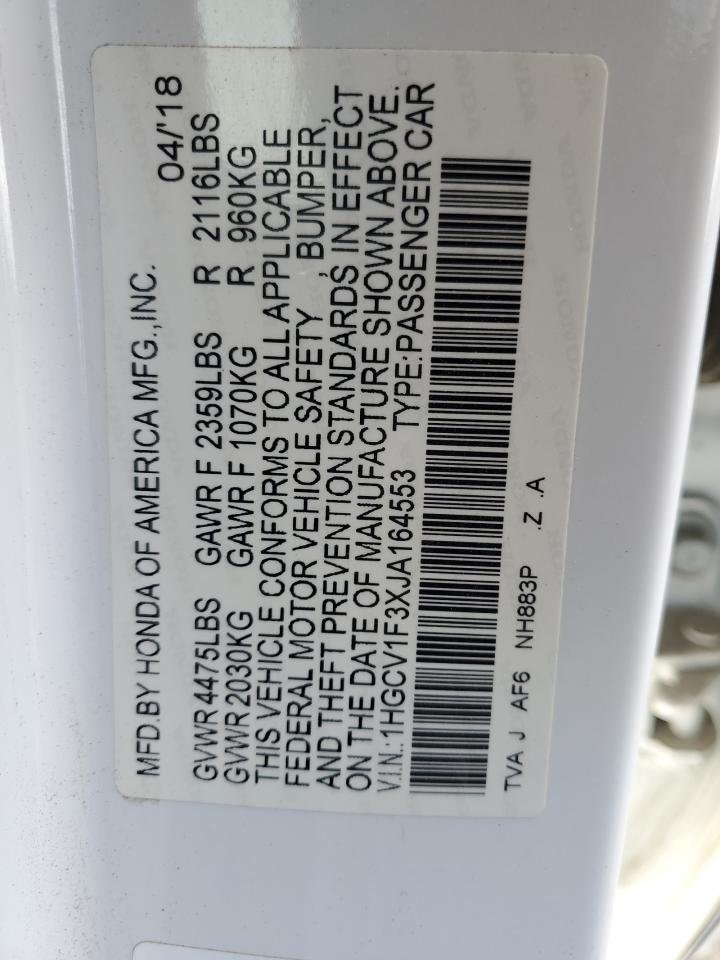 MFD.BY HONDA OF AMERICA MFG.,INC. 04/'18
GVWR 4475LBS GAWR F 2359LBS R 2116LBS
GVWR 2030KG GAWR F 1070KG R 960KG
THIS VEHICLE CONFORMS TO ALL APPLICABLE
FEDERAL MOTOR VEHICLE SAFETY , BUMPER,
AND THEFT PREVENTION STANDARDS IN EFFECT
ON THE DATE OF MANUFACTURE SHOWN ABOVE.
V.I.N.:1HGCV1F3XJA164553 TYPE:PASSENGER CAR
TVA J AF6 NH883P .Z .A